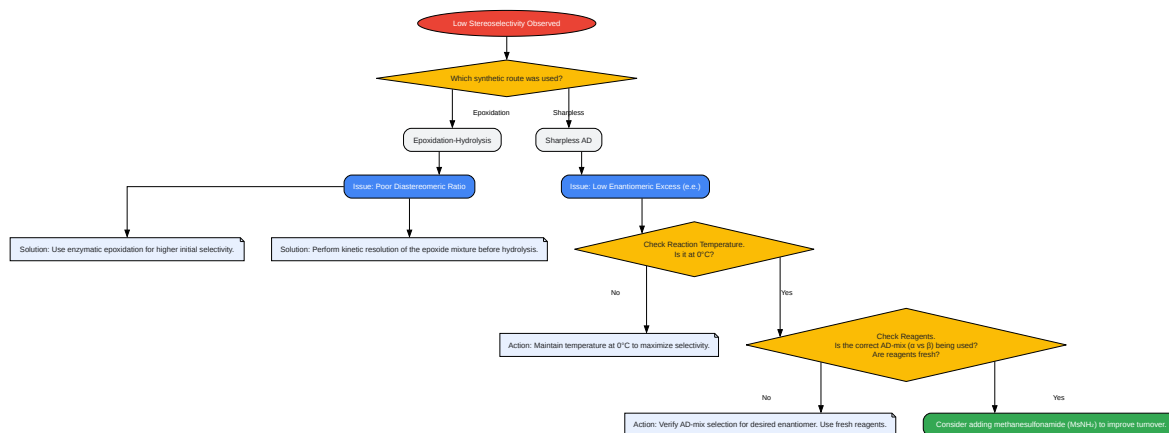 Low Stereoselectivity Observed
Which synthetic route was used?
Epoxidation
Sharpless
Epoxidation-Hydrolysis
Sharpless AD
Issue: Poor Diastereomeric Ratio
Issue: Low Enantiomeric Excess (e.e.)
Solution: Use enzymatic epoxidation for higher initial selectivity.
Solution: Perform kinetic resolution of the epoxide mixture before hydrolysis.
Check Reaction Temperature.
Is it at 0°C?
No
Yes
Action: Maintain temperature at 0°C to maximize selectivity.
Check Reagents.
Is the correct AD-mix (α vs β) being used?
Are reagents fresh?
No
Yes
Action: Verify AD-mix selection for desired enantiomer. Use fresh reagents.
Consider adding methanesulfonamide (MsNH₂) to improve turnover.